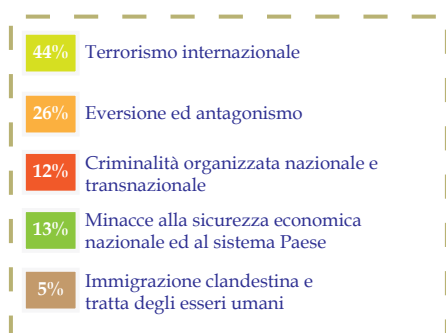 44% Terrorismo internazionale
26% Eversione ed antagonismo
12% Criminalità organizzata nazionale e
transnazionale
13% Minacce alla sicurezza economica
nazionale ed al sistema Paese
5% Immigrazione clandestina e
tratta degli esseri umani